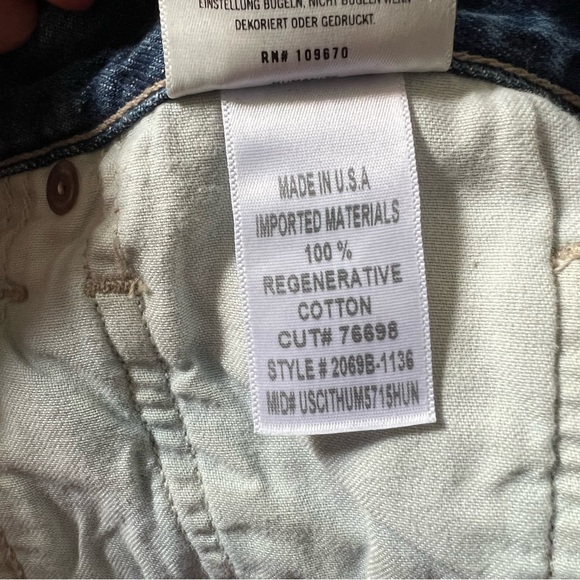 EINSTELLUNG BÜGELN, NICHT BÜGELN WENN
DEKORIERT ODER GEDRUCKT.
RN# 109670
MADE IN U.S.A
IMPORTED MATERIALS
100 %
REGENERATIVE
COTTON
CUT# 76698
STYLE # 2069B-1136
MID# USCITHUM5715HUN